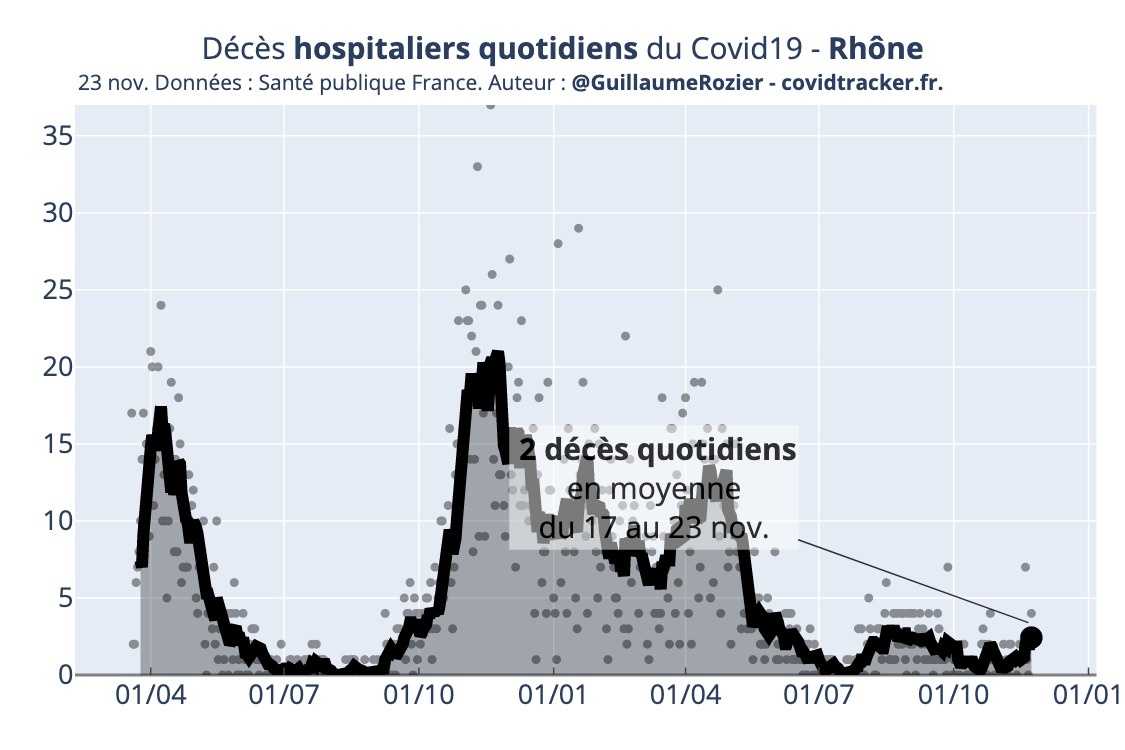 Décès hospitaliers quotidiens du Covid19 - Rhône
23 nov. Données : Santé publique France. Auteur : @GuillaumeRozier - covidtracker.fr.
35
30
25
20
15
10
5
0
2 décès quotidiens
en moyenne
du 17 au 23 nov.
01/04 01/07 01/10 01/01 01/04 01/07 01/10 01/01